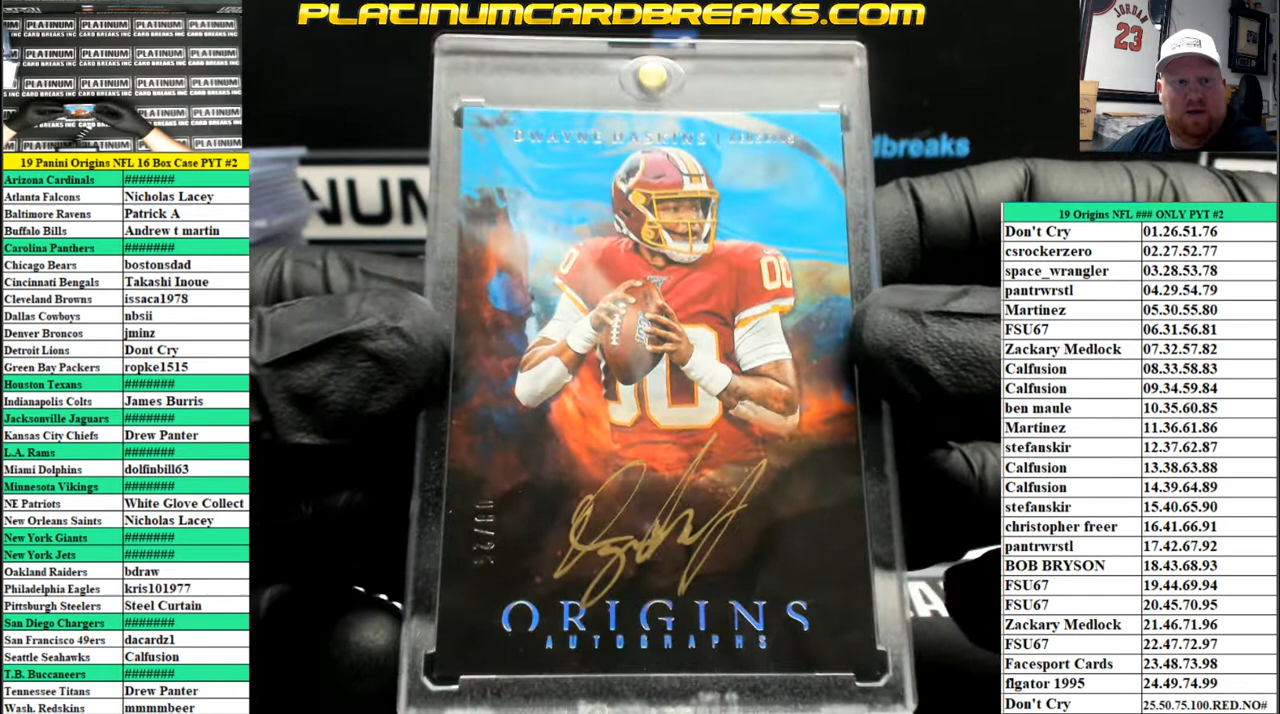 PLATINUMCARDBREAKS.COM
PLATINUM
CARD BREAKS INC
JORDAN
23
dbreaks
DWAYNE HASKINS
00
00
ORIGINS
AUTOGRAPHS
19 Panini Origins NFL 16 Box Case PYT #2
Arizona Cardinals #######
Atlanta Falcons Nicholas Lacey
Baltimore Ravens Patrick A
Buffalo Bills Andrew t martin
Carolina Panthers #######
Chicago Bears bostonsdad
Cincinnati Bengals Takashi Inoue
Cleveland Browns issaca1978
Dallas Cowboys nbsii
Denver Broncos jminz
Detroit Lions Dont Cry
Green Bay Packers ropke1515
Houston Texans #######
Indianapolis Colts James Burris
Jacksonville Jaguars #######
Kansas City Chiefs Drew Panter
L.A. Rams #######
Miami Dolphins dolfinbill63
Minnesota Vikings #######
NE Patriots White Glove Collect
New Orleans Saints Nicholas Lacey
New York Giants #######
New York Jets #######
Oakland Raiders bdraw
Philadelphia Eagles kris101977
Pittsburgh Steelers Steel Curtain
San Diego Chargers #######
San Francisco 49ers dacardz1
Seattle Seahawks Calfusion
T.B. Buccaneers #######
Tennessee Titans Drew Panter
Wash. Redskins mmmmbeer
19 Origins NFL ### ONLY PYT #2
Don't Cry 01.26.51.76
csrockerzero 02.27.52.77
space_wrangler 03.28.53.78
pantrwrstl 04.29.54.79
Martinez 05.30.55.80
FSU67 06.31.56.81
Zackary Medlock 07.32.57.82
Calfusion 08.33.58.83
Calfusion 09.34.59.84
ben maule 10.35.60.85
Martinez 11.36.61.86
stefanskir 12.37.62.87
Calfusion 13.38.63.88
Calfusion 14.39.64.89
stefanskir 15.40.65.90
christopher freer 16.41.66.91
pantrwrstl 17.42.67.92
BOB BRYSON 18.43.68.93
FSU67 19.44.69.94
FSU67 20.45.70.95
Zackary Medlock 21.46.71.96
FSU67 22.47.72.97
Facesport Cards 23.48.73.98
flgator 1995 24.49.74.99
Don't Cry 25.50.75.100.RED.NO#